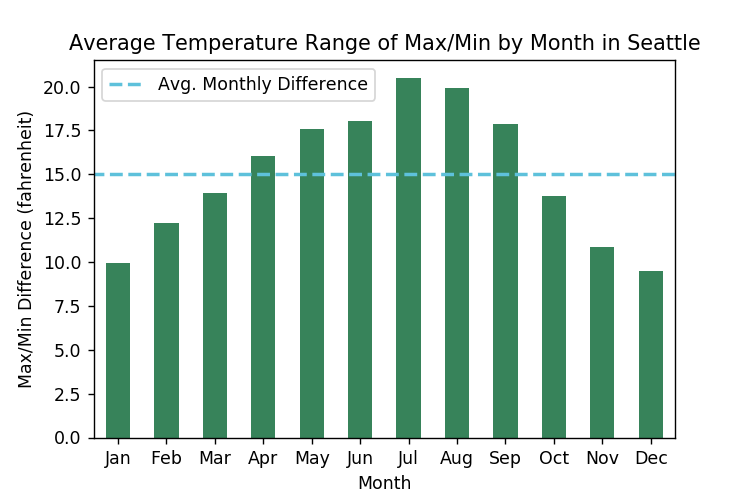 Average Temperature Range of Max/Min by Month in Seattle
Avg. Monthly Difference
Max/Min Difference (fahrenheit)
20.0
17.5
15.0
12.5
10.0
7.5
5.0
2.5
0.0
Jan Feb Mar Apr May Jun Jul Aug Sep Oct Nov Dec
Month